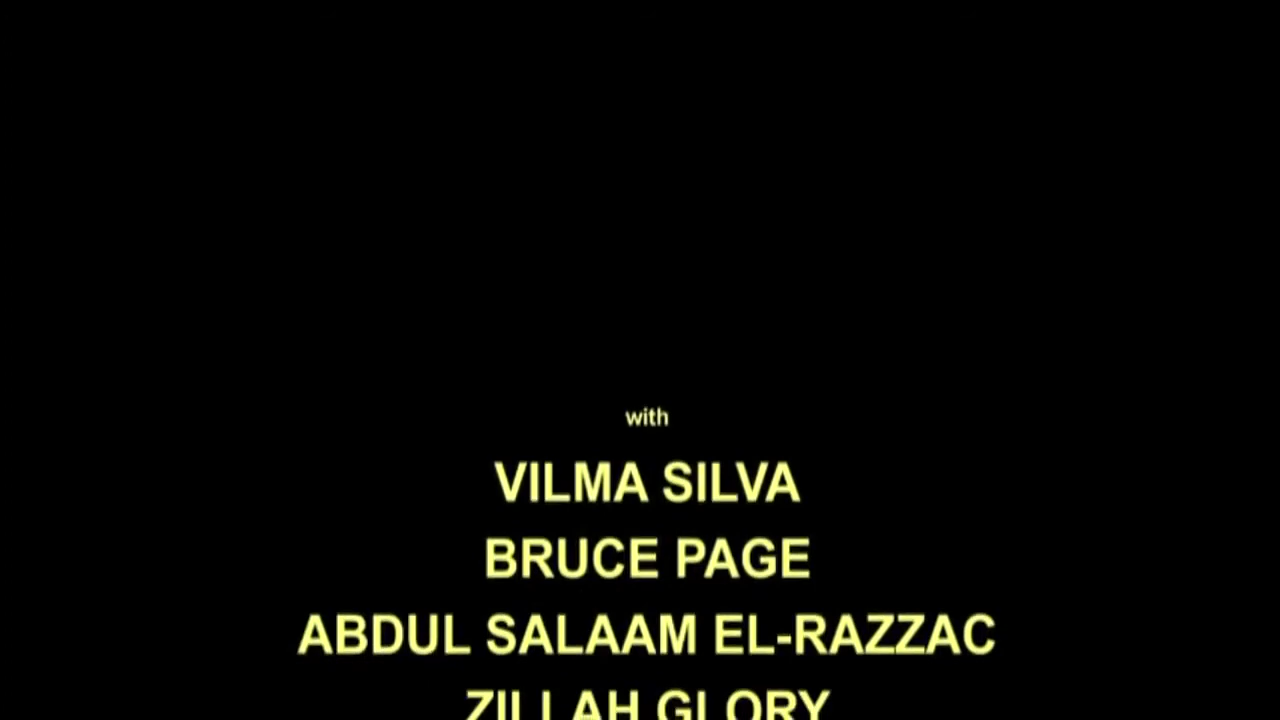 with
VILMA SILVA
BRUCE PAGE
ABDUL SALAAM EL-RAZZAC
ZILLAH GLORY